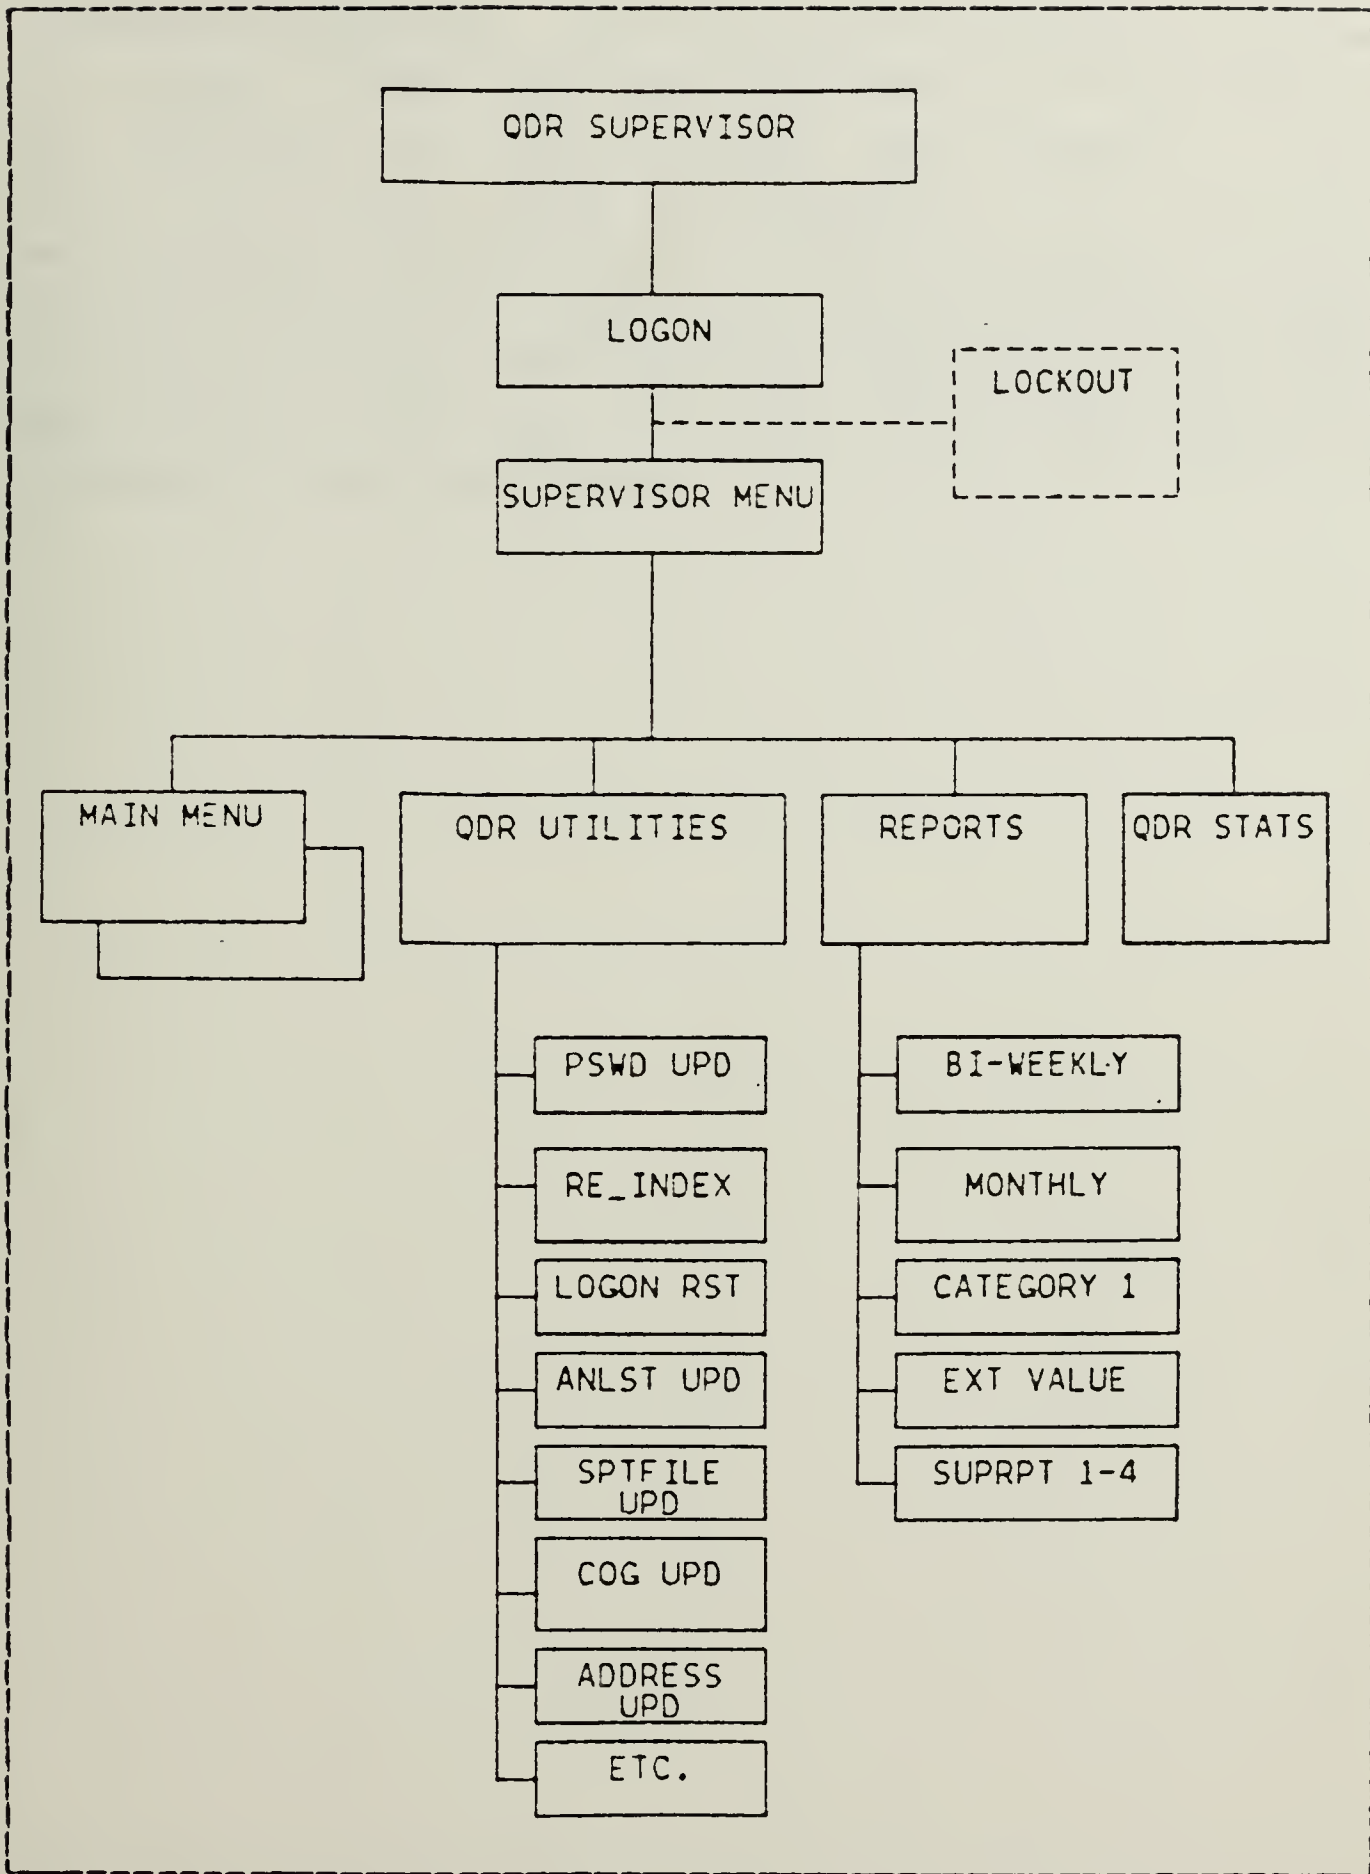 QDR SUPERVISOR
LOGON
LOCKOUT
SUPERVISOR MENU
MAIN MENU
QDR UTILITIES
REPORTS
QDR STATS
PSWD UPD
RE_INDEX
LOGON RST
ANLST UPD
SPTFILE
UPD
COG UPD
ADDRESS
UPD
ETC.
BI-WEEKLY
MONTHLY
CATEGORY 1
EXT VALUE
SUPRPT 1-4